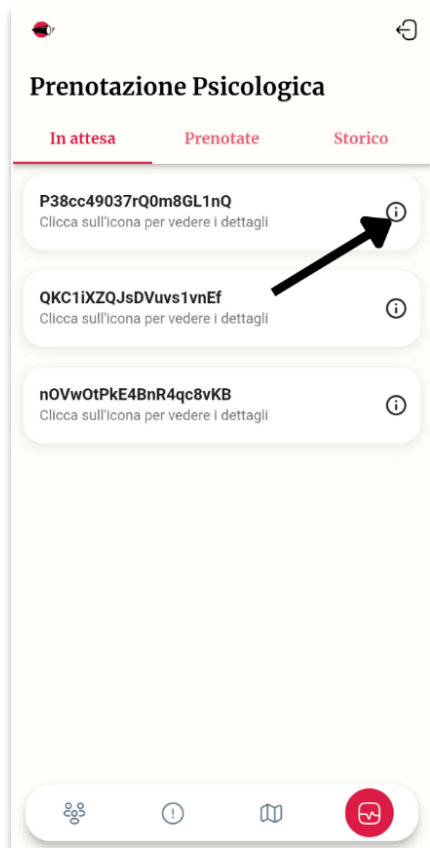 Prenotazione Psicologica
In attesa Prenotate Storico
P38cc49037rQ0m8GL1nQ
Clicca sull'icona per vedere i dettagli
QKC1iXZQJsDVuvs1vnEf
Clicca sull'icona per vedere i dettagli
nOVwOtPkE4BnR4qc8vKB
Clicca sull'icona per vedere i dettagli